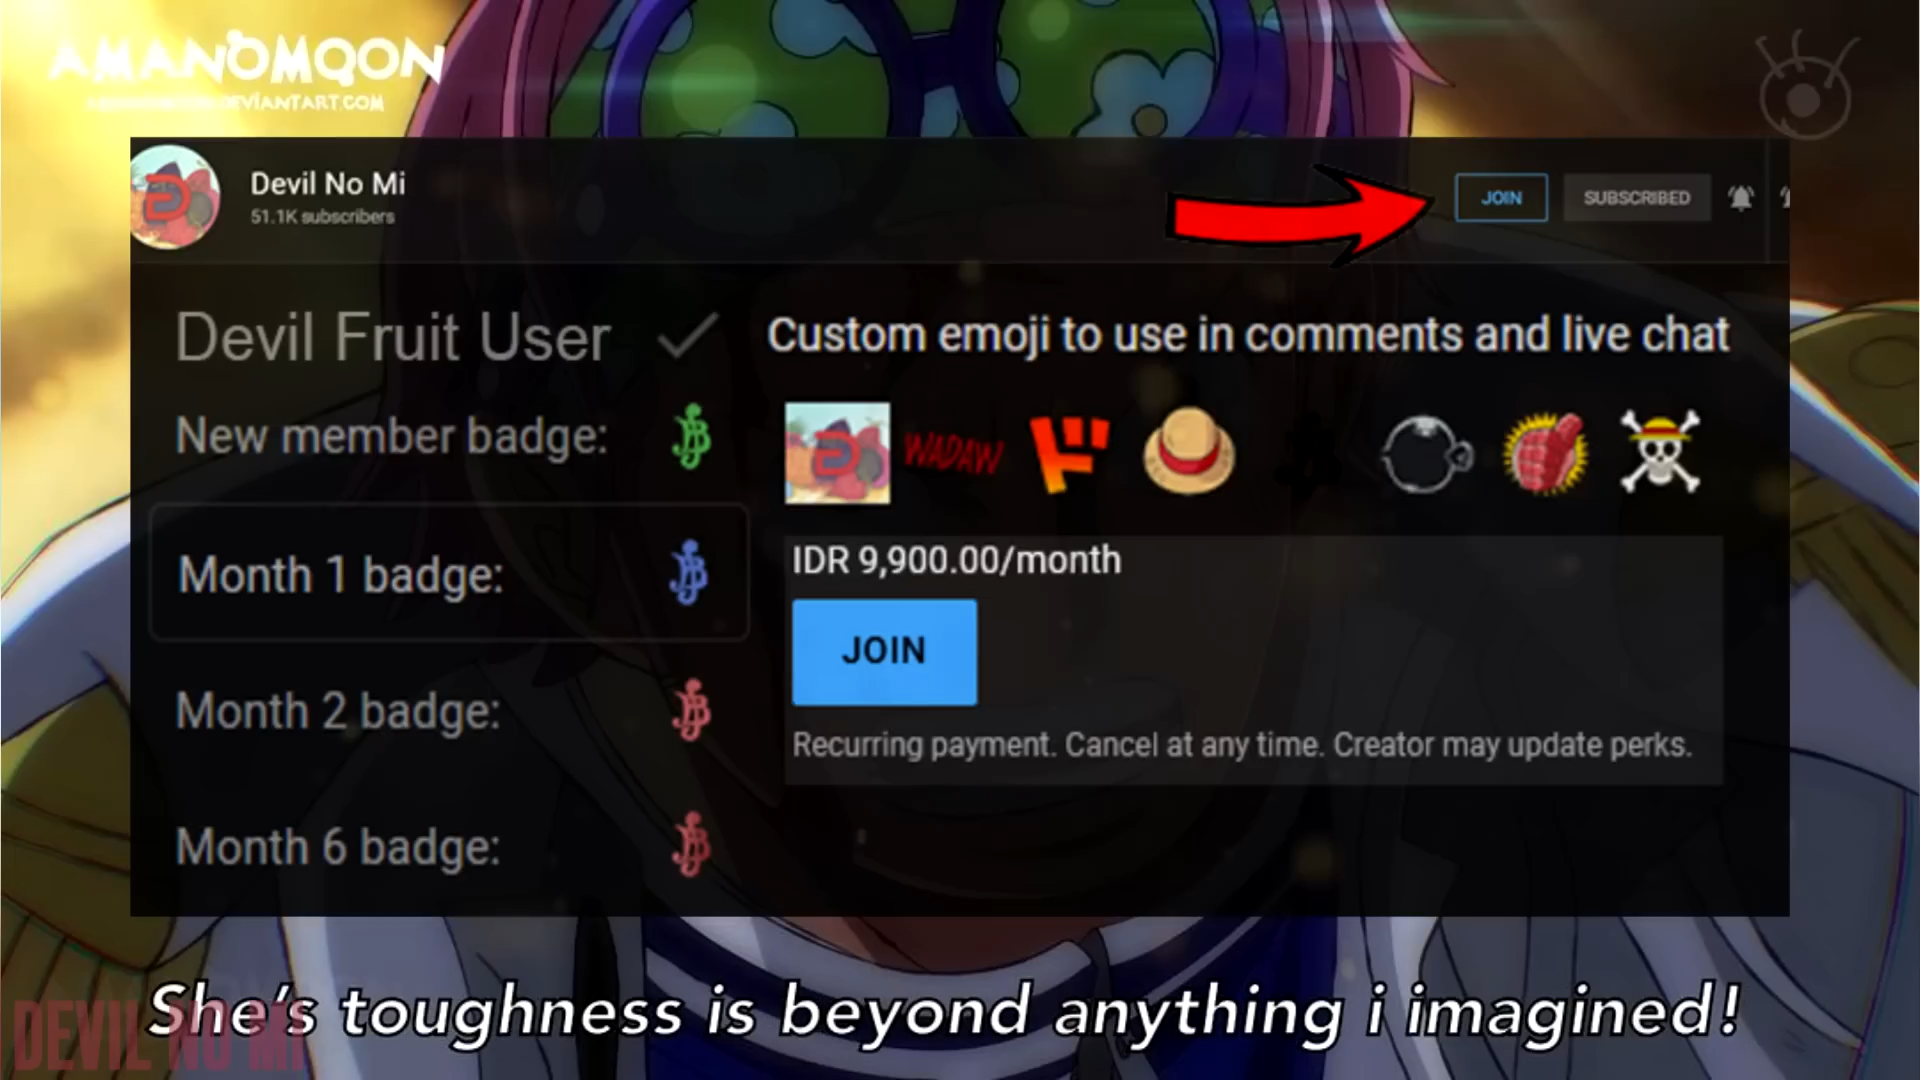 AMANOMOON
AMANOMOON.DEVIANTART.COM
Devil No Mi
51.1K subscribers
JOIN
SUBSCRIBED
Devil Fruit User
Custom emoji to use in comments and live chat
New member badge:
WADAW
ド
Month 1 badge:
IDR 9,900.00/month
JOIN
Month 2 badge:
Recurring payment. Cancel at any time. Creator may update perks.
Month 6 badge:
She's toughness is beyond anything i imagined!
DEVIL NO MI